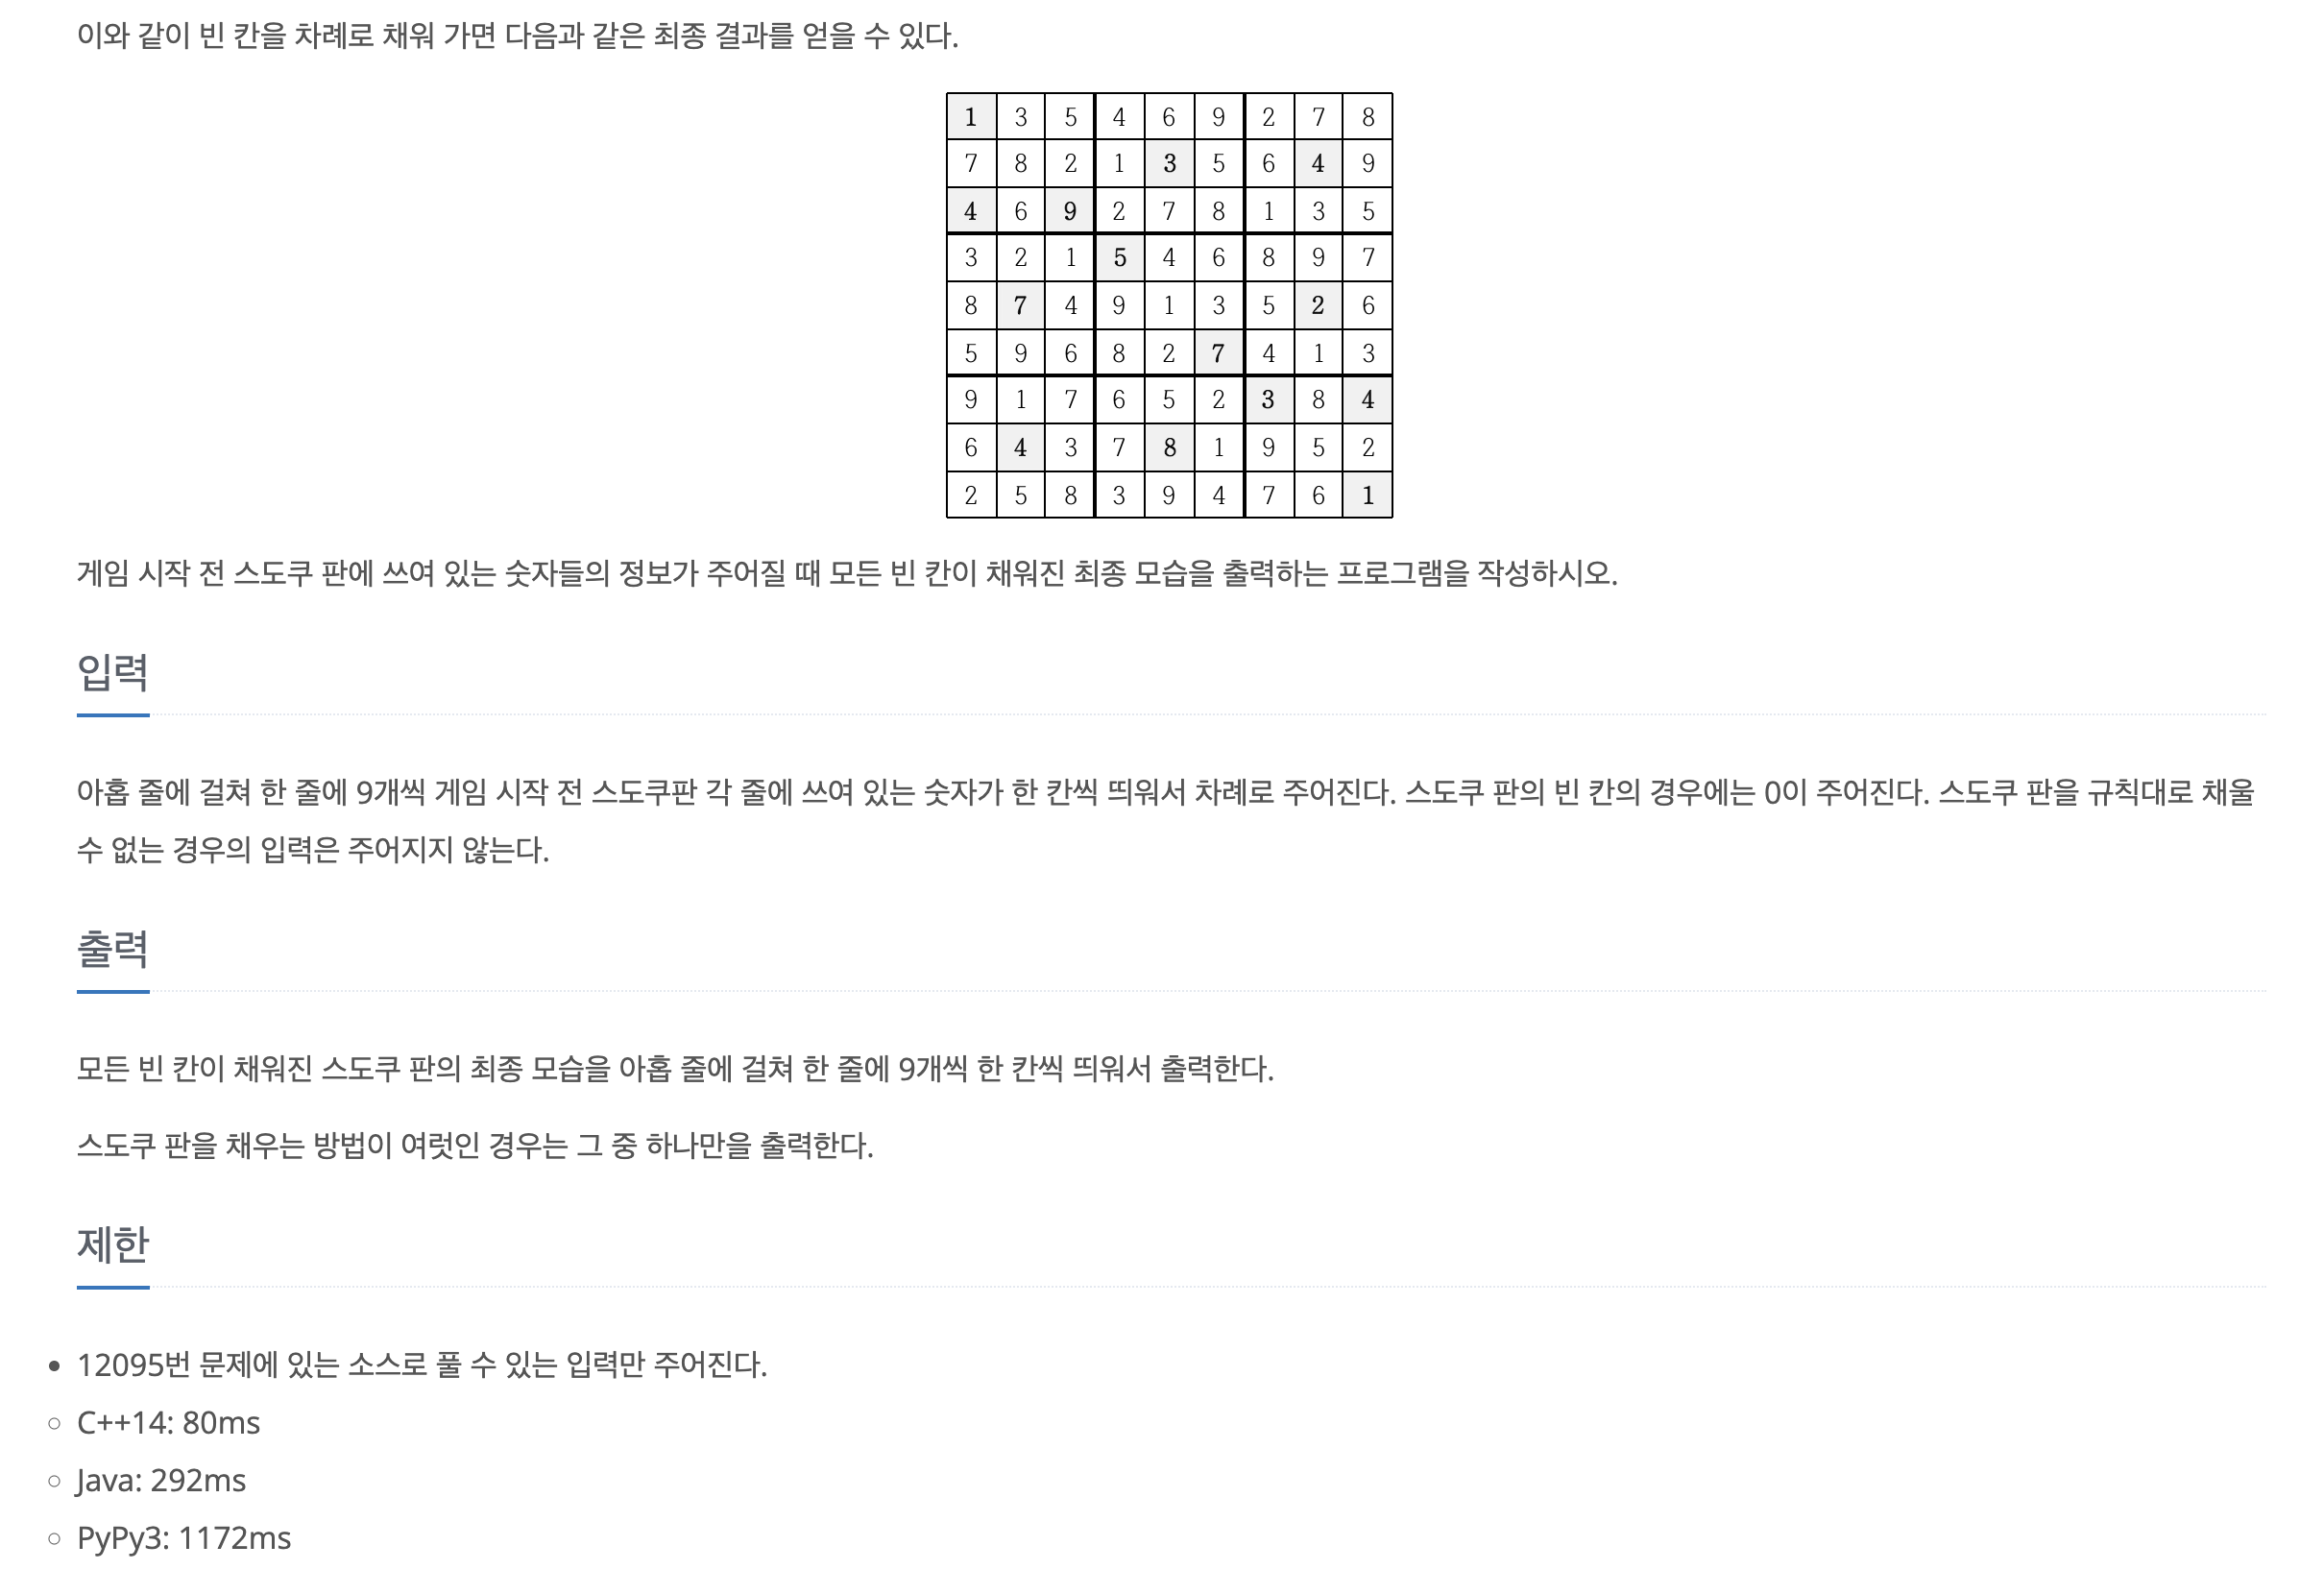 이와 같이 빈 칸을 차례로 채워 가면 다음과 같은 최종 결과를 얻을 수 있다.
1 3 5 4 6 9 2 7 8
7 8 2 1 3 5 6 4 9
4 6 9 2 7 8 1 3 5
3 2 1 5 4 6 8 9 7
8 7 4 9 1 3 5 2 6
5 9 6 8 2 7 4 1 3
9 1 7 6 5 2 3 8 4
6 4 3 7 8 1 9 5 2
2 5 8 3 9 4 7 6 1
게임 시작 전 스도쿠 판에 쓰여 있는 숫자들의 정보가 주어질 때 모든 빈 칸이 채워진 최종 모습을 출력하는 프로그램을 작성하시오.
입력
아홉 줄에 걸쳐 한 줄에 9개씩 게임 시작 전 스도쿠판 각 줄에 쓰여 있는 숫자가 한 칸씩 띄워서 차례로 주어진다. 스도쿠 판의 빈 칸의 경우에는 0이 주어진다. 스도쿠 판을 규칙대로 채울
수 없는 경우의 입력은 주어지지 않는다.
출력
모든 빈 칸이 채워진 스도쿠 판의 최종 모습을 아홉 줄에 걸쳐 한 줄에 9개씩 한 칸씩 띄워서 출력한다.
스도쿠 판을 채우는 방법이 여럿인 경우는 그 중 하나만을 출력한다.
제한
12095번 문제에 있는 소스로 풀 수 있는 입력만 주어진다.
C++14: 80ms
Java: 292ms
PyPy3: 1172ms